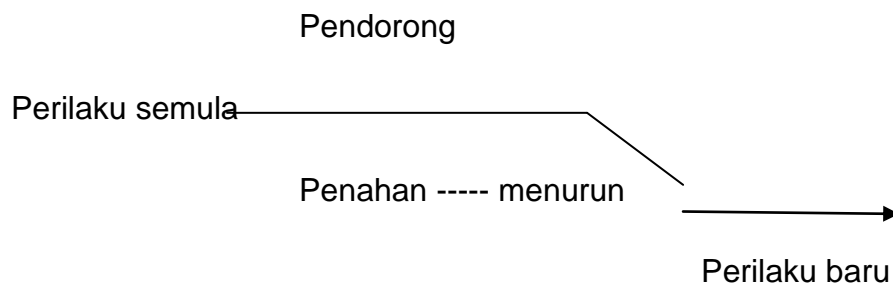 Pendorong
Perilaku semula
Penahan ----- menurun
Perilaku baru